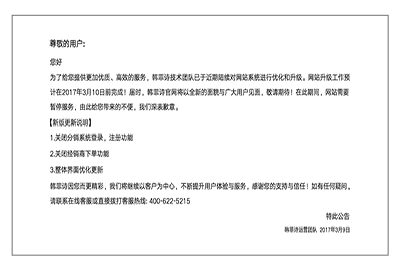 尊敬的用户:
您好
为了给您提供更加优质、高效的服务，韩菲诗技术团队已于近期陆续对网站系统进行优化和升级。网站升级工作预
计在2017年3月10日前完成！届时，韩菲诗官网将以全新的面貌与广大用户见面，敬请期待！在此期间，网站需要
暂停服务，由此给您带来的不便，我们深表歉意。
【新版更新说明】
1.关闭分销系统登录、注册功能
2.关闭经销商下单功能
3.整体界面优化更新
韩菲诗因您而更精彩，我们将继续以客户为中心，不断提升用户体验与服务。感谢您的支持与信任！如有任何疑问。
请联系在线客服或直接拨打客服热线: 400-622-5215
特此公告
韩菲诗运营团队 2017年3月9日